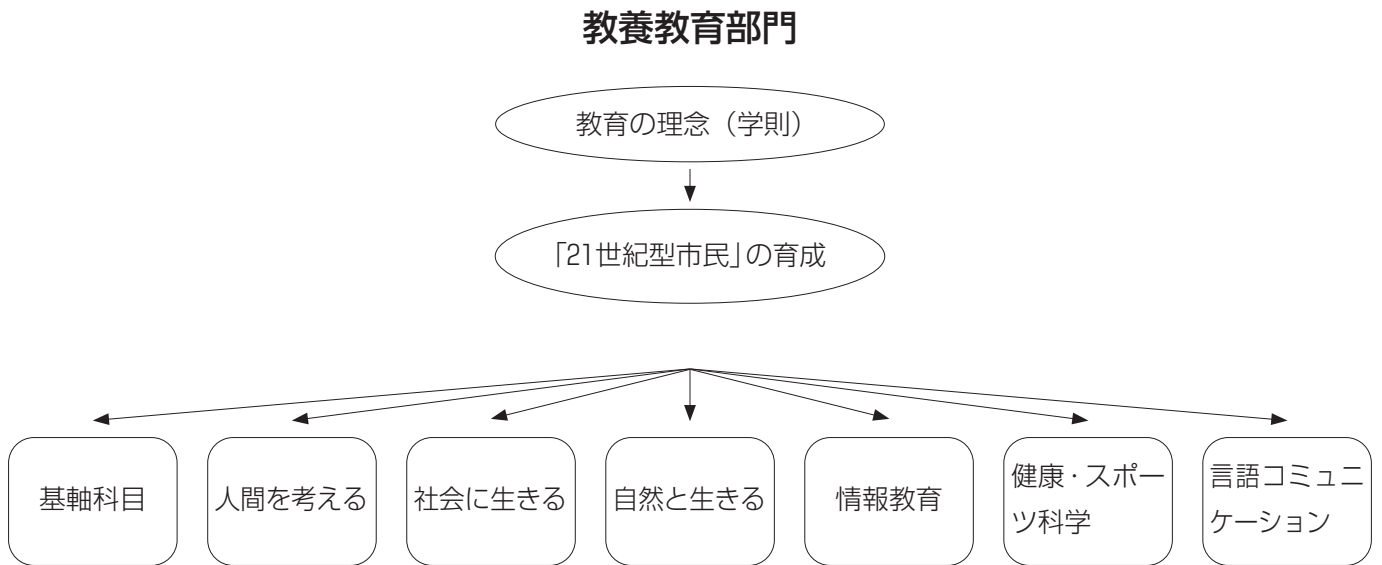 教養教育部門
教育の理念（学則）
「21世紀型市民」の育成
基軸科目
人間を考える
社会に生きる
自然と生きる
情報教育
健康・スポー
ツ科学
言語コミュニ
ケーション